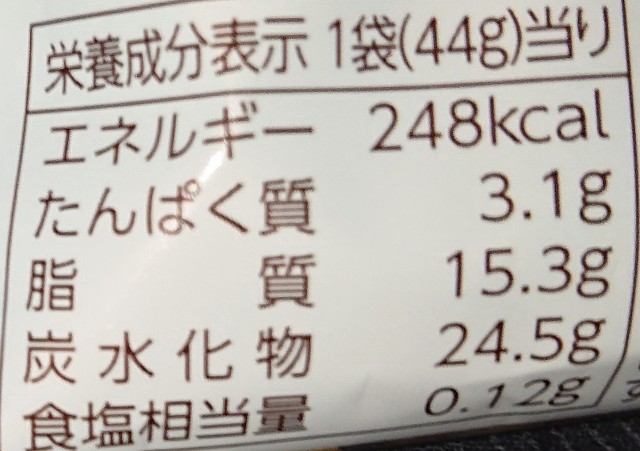 栄養成分表示 1袋(44g)当り
エネルギー 248kcal
たんぱく質 3.1g
脂質 15.3g
炭水化物 24.5g
食塩相当量 0.12g